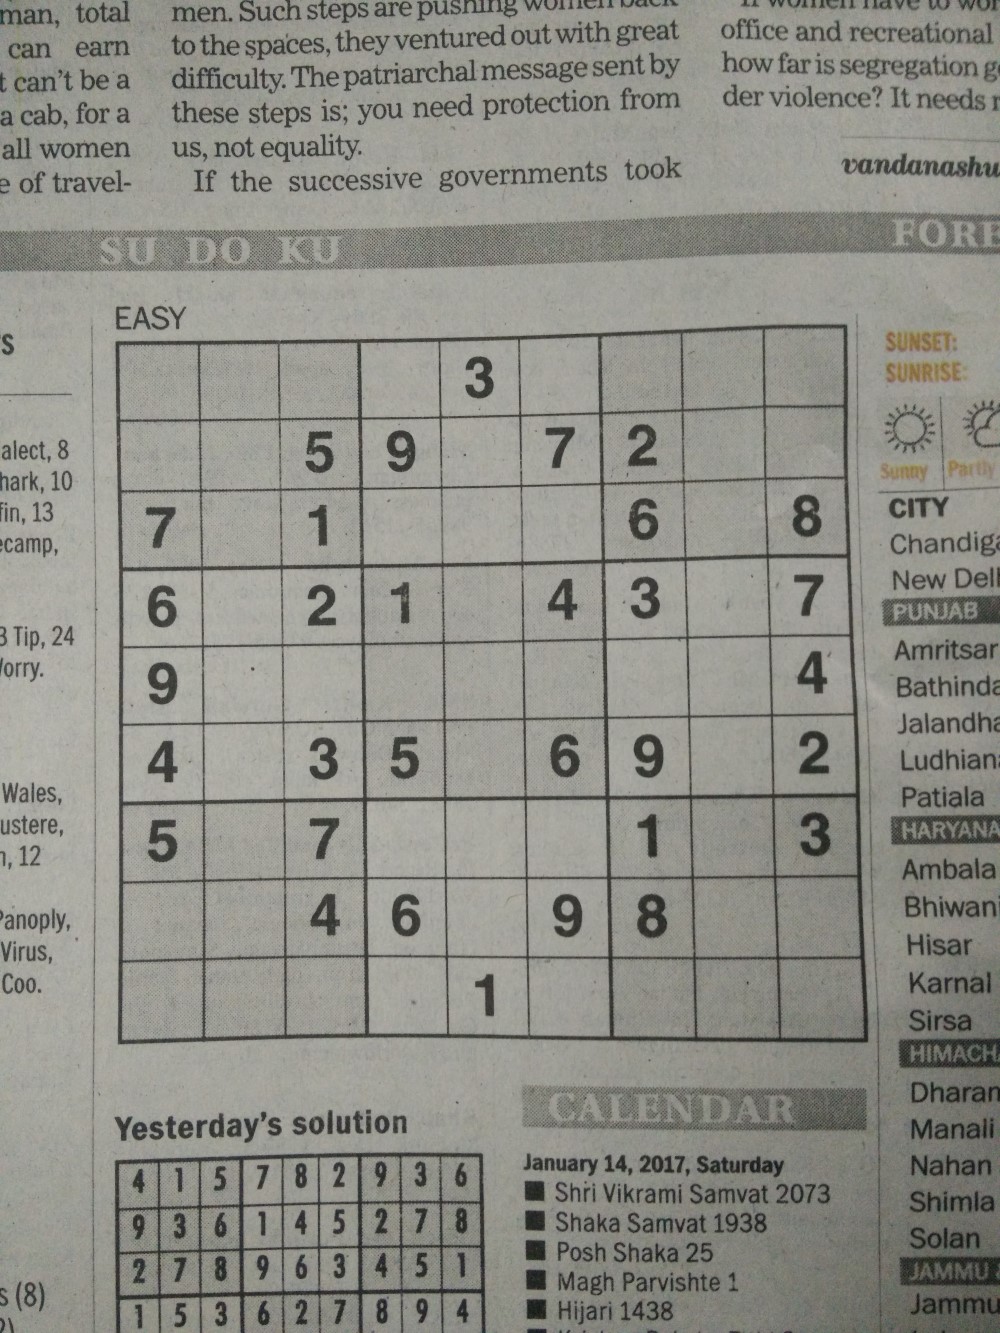 man, total
can earn
t can't be a
a cab, for a
all women
e of travel-
men. Such steps are pushing women back
to the spaces, they ventured out with great
difficulty. The patriarchal message sent by
these steps is; you need protection from
us, not equality.
If the successive governments took
If women have to wor
office and recreational
how far is segregation ge
der violence? It needs r
vandanashu
SU DO KU
FORE
EASY
3
5 9 7 2
7 1 6 8
6 2 1 4 3 7
9 4
4 3 5 6 9 2
5 7 1 3
4 6 9 8
1
s
alect, 8
hark, 10
fin, 13
ecamp,
3 Tip, 24
Worry.
Wales,
ustere,
n, 12
Panoply,
Virus,
Coo.
s (8)
SUNSET:
SUNRISE:
Sunny Partly
CITY
Chandiga
New Delh
PUNJAB
Amritsar
Bathinda
Jalandha
Ludhiana
Patiala
HARYANA
Ambala
Bhiwani
Hisar
Karnal
Sirsa
HIMACHA
Dharam
Manali
Nahan
Shimla
Solan
JAMMU &
Jammu
Yesterday's solution
4 1 5 7 8 2 9 3 6
9 3 6 1 4 5 2 7 8
2 7 8 9 6 3 4 5 1
1 5 3 6 2 7 8 9 4
CALENDAR
January 14, 2017, Saturday
■ Shri Vikrami Samvat 2073
■ Shaka Samvat 1938
■ Posh Shaka 25
■ Magh Parvishte 1
■ Hijari 1438